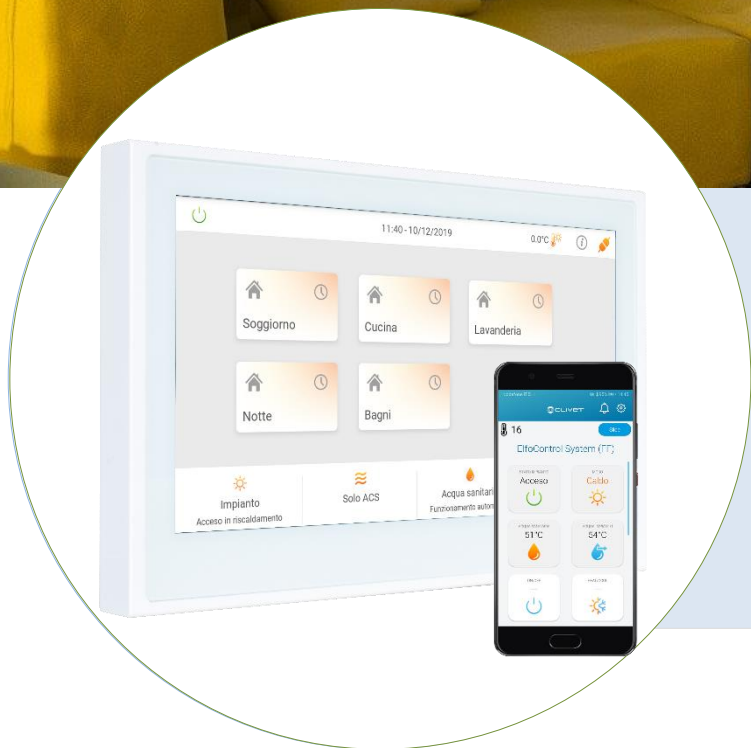 11:40 - 10/12/2019
0.0°C
Soggiorno
Cucina
Lavanderia
Notte
Bagni
Impianto
Acceso in riscaldamento
Solo ACS
Acqua sanitari
Funzionamento autom
CLIVET
16
ElfoControl System (FF)
Acceso
Caldo
51°C
54°C